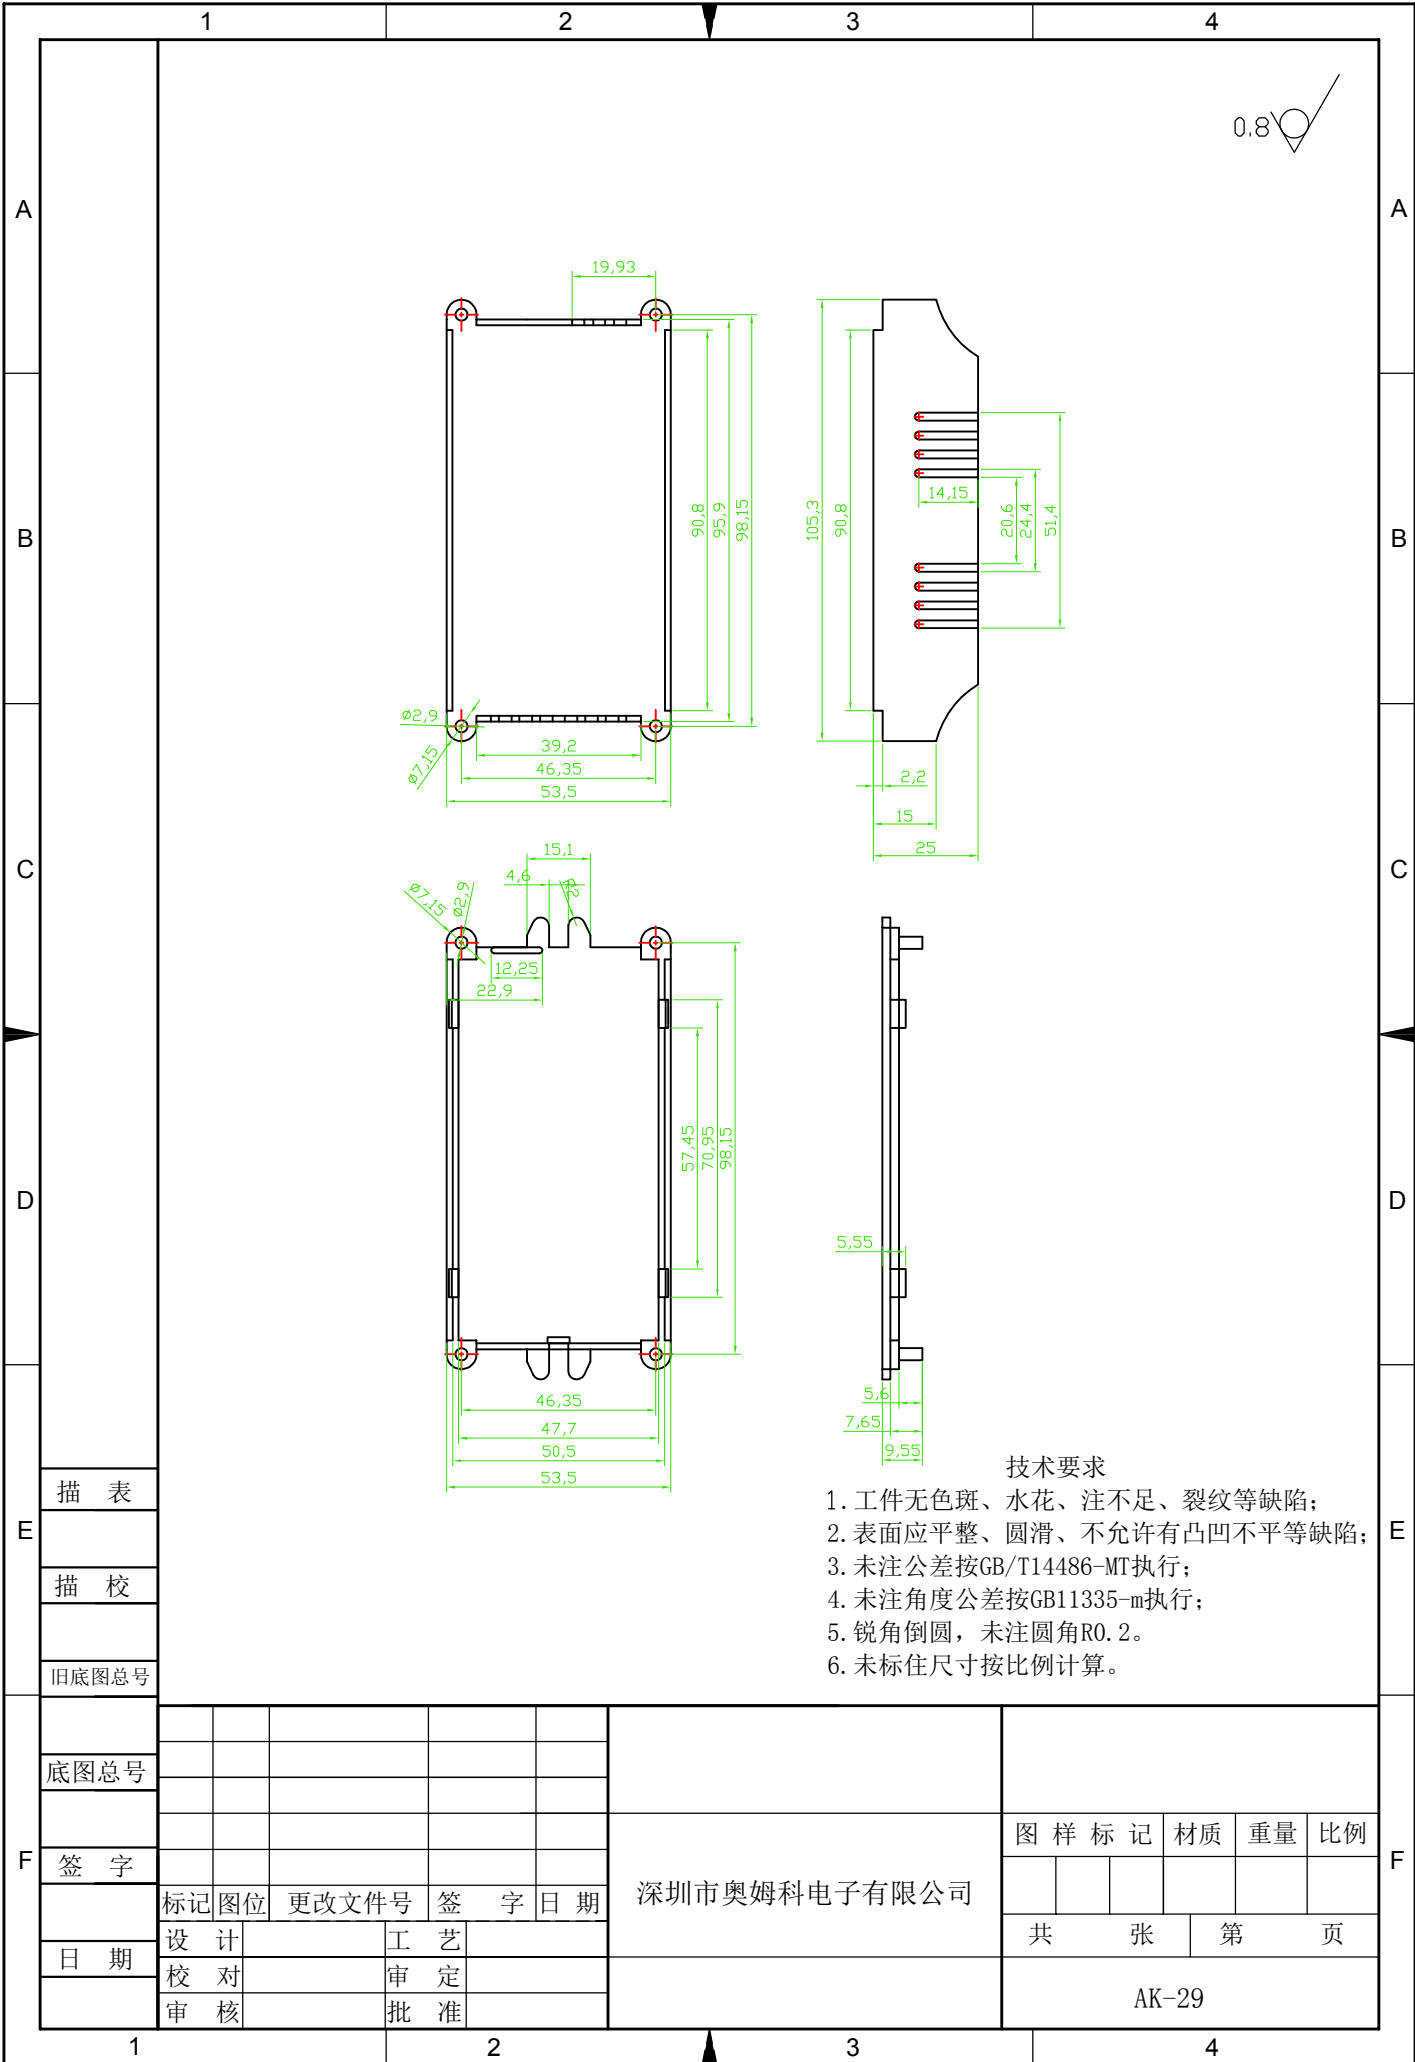 1 2 3 4
A A
B B
C C
D D
E E
F F
0.8
19,93
90,8
95,9
98,15
ø2,9
ø7,15
39,2
46,35
53,5
105,3
90,8
14,15
20,6
24,4
51,4
2,2
15
25
15,1
4,6
R2
ø7,15
ø2,9
12,25
22,9
57,45
70,95
98,15
46,35
47,7
50,5
53,5
5,55
5,6
7,65
9,55
技术要求
1.工件无色斑、水花、注不足、裂纹等缺陷;
2.表面应平整、圆滑、不允许有凸凹不平等缺陷;
3.未注公差按GB/T14486-MT执行;
4.未注角度公差按GB11335-m执行;
5.锐角倒圆，未注圆角R0.2。
6.未标住尺寸按比例计算。
描 表
描 校
旧底图总号
底图总号
签 字
日 期
标记 图位 更改文件号 签 字 日 期
设 计 工 艺
校 对 审 定
审 核 批 准
深圳市奥姆科电子有限公司
图 样 标 记 材质 重量 比例
共 张 第 页
AK-29
1 2 3 4